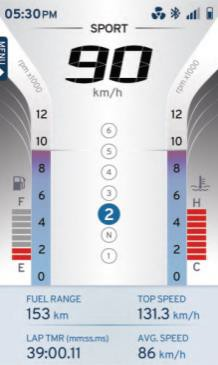 05:30 PM
SPORT
MENU
90
km/h
rpm x1000
rpm x1000
12
12
10
10
8
8
6
6
4
4
2
2
0
0
6
5
4
3
2
N
1
F
E
H
C
FUEL RANGE
TOP SPEED
153 km
131.3 km/h
LAP TMR (mm:ss.ms)
AVG. SPEED
39:00.11
86 km/h